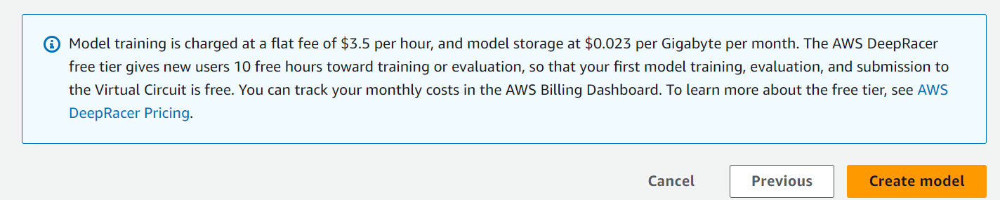 Model training is charged at a flat fee of $3.5 per hour, and model storage at $0.023 per Gigabyte per month. The AWS DeepRacer
free tier gives new users 10 free hours toward training or evaluation, so that your first model training, evaluation, and submission to
the Virtual Circuit is free. You can track your monthly costs in the AWS Billing Dashboard. To learn more about the free tier, see AWS
DeepRacer Pricing.
Cancel Previous Create model